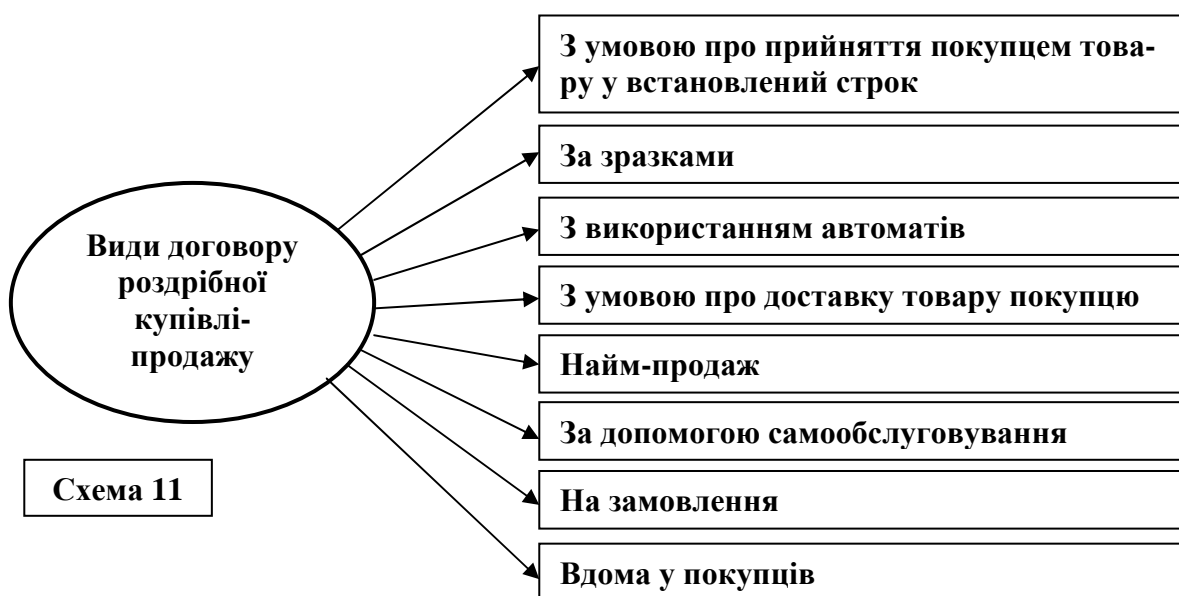 З умовою про прийняття покупцем това-
ру у встановлений строк
За зразками
З використанням автоматів
Види договору
роздрібної
купівлі-
продажу
З умовою про доставку товару покупцю
Найм-продаж
За допомогою самообслуговування
Схема 11
На замовлення
Вдома у покупців